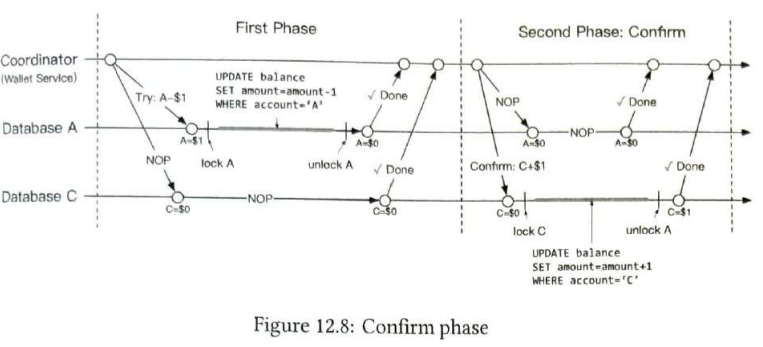 First Phase
Second Phase: Confirm
Coordinator
(Wallet Service)
Try: A-$1
UPDATE balance
SET amount=amount-1
WHERE account='A'
✓ Done
NOP
✓ Done
Database A
A=$1
lock A
unlock A
A=$0
A=$0
NOP
A=$0
NOP
✓ Done
Confirm: C+$1
✓ Done
Database C
C=$0
NOP
C=$0
C=$0
lock C
unlock A
C=$1
UPDATE balance
SET amount=amount+1
WHERE account='C'
Figure 12.8: Confirm phase